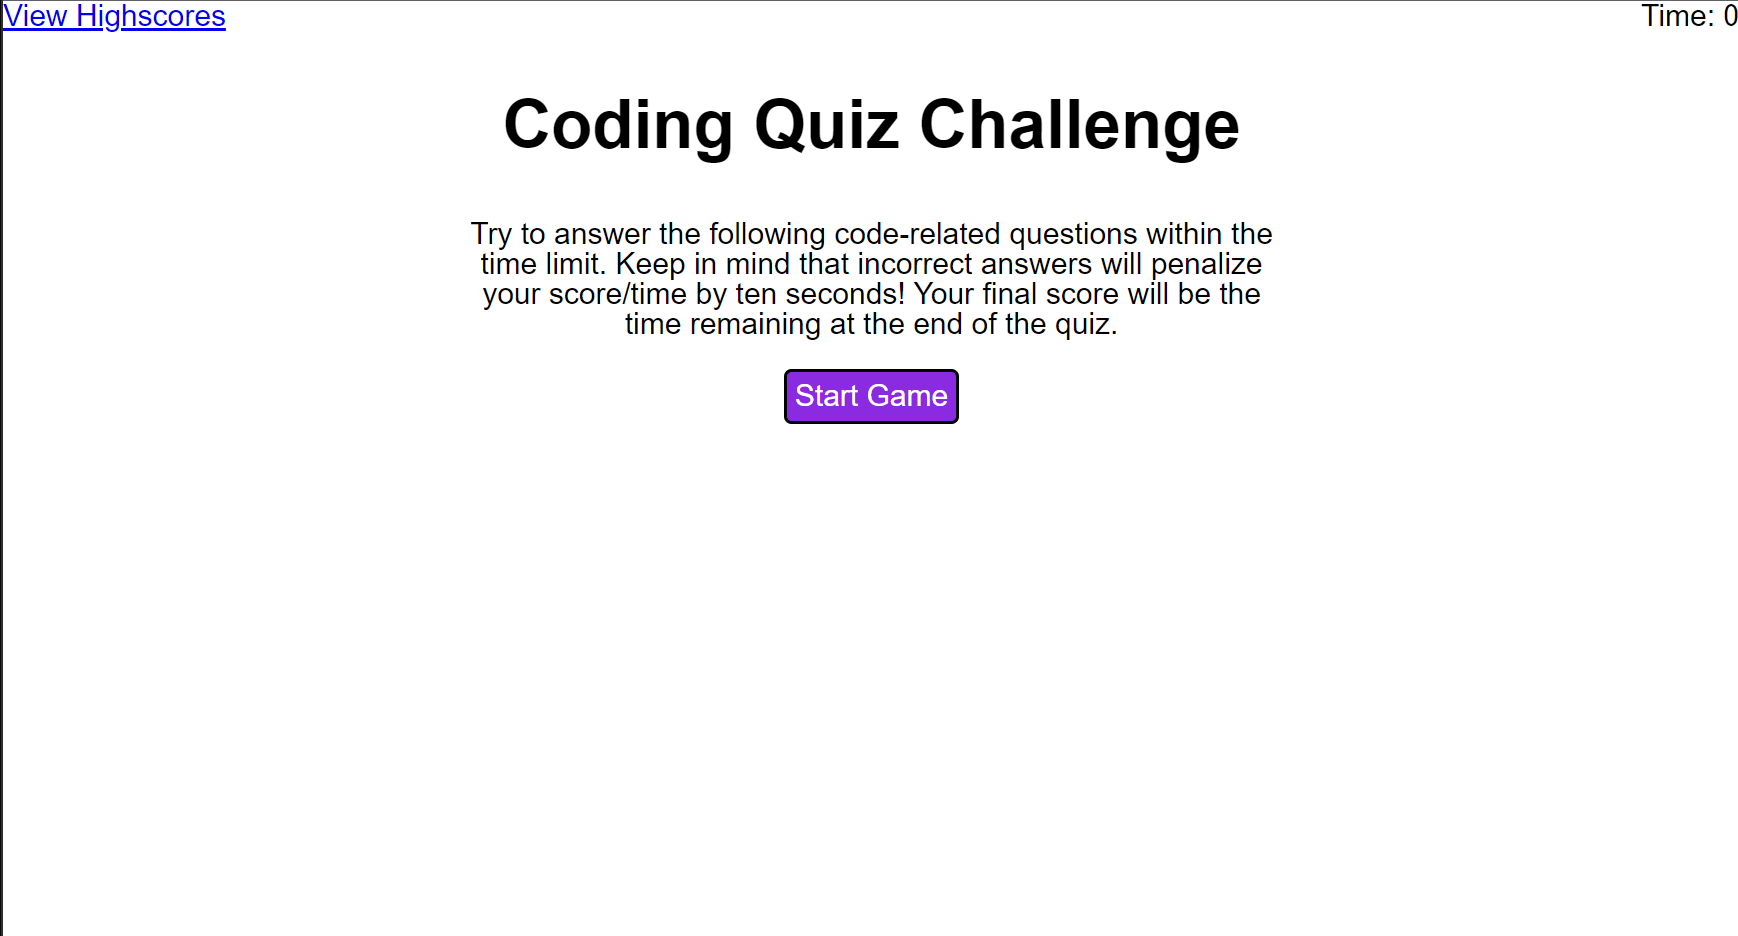 View Highscores
Time: 0
Coding Quiz Challenge
Try to answer the following code-related questions within the
time limit. Keep in mind that incorrect answers will penalize
your score/time by ten seconds! Your final score will be the
time remaining at the end of the quiz.
Start Game